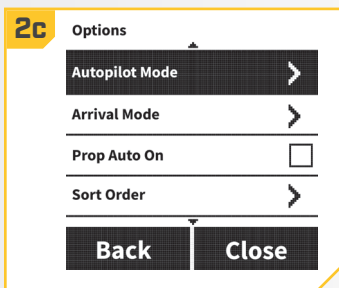 2c
Options
Autopilot Mode
Arrival Mode
Prop Auto On
Sort Order
Back Close